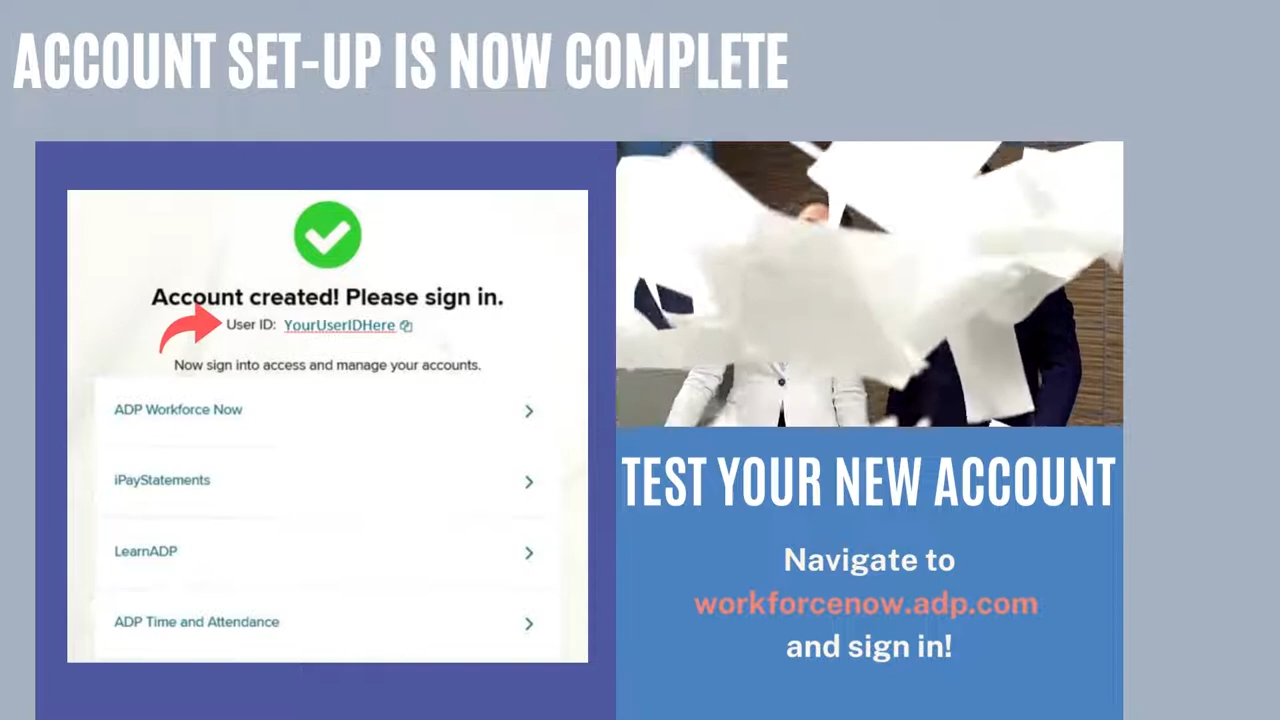 ACCOUNT SET-UP IS NOW COMPLETE
Account created! Please sign in.
User ID: YourUserIDHere
Now sign into access and manage your accounts.
ADP Workforce Now
iPayStatements
LearnADP
ADP Time and Attendance
TEST YOUR NEW ACCOUNT
Navigate to
workforcenow.adp.com
and sign in!